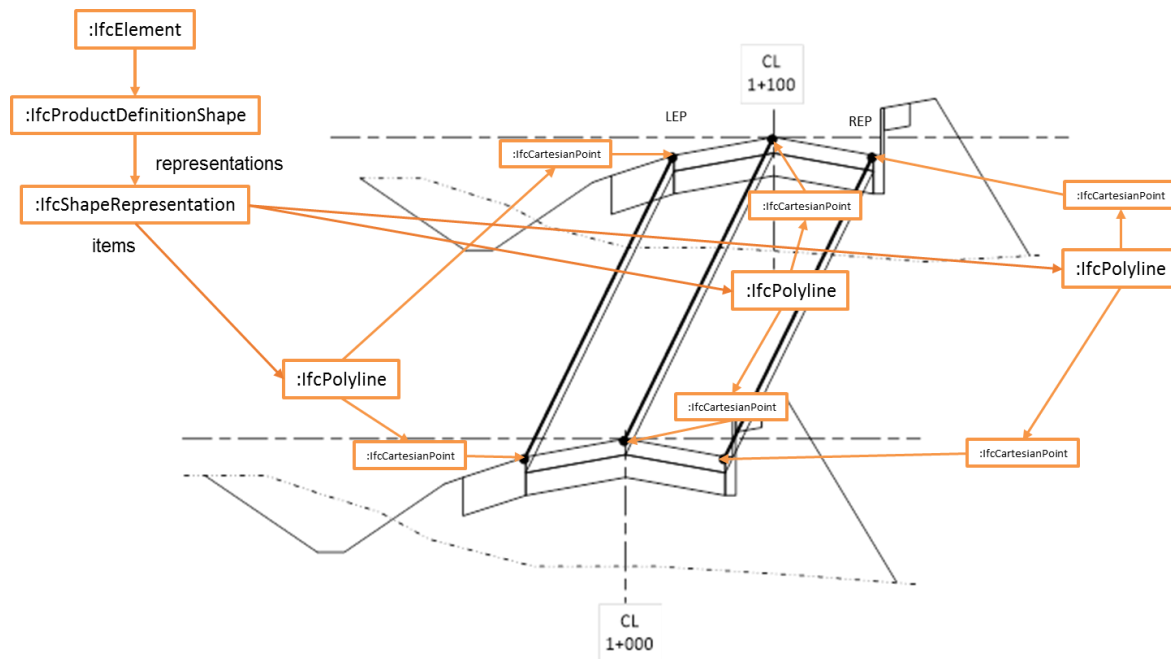 :IfcElement
CL
1+100
:IfcProductDefinitionShape
LEP
REP
:IfcCartesianPoint
representations
:IfcShapeRepresentation
:IfcCartesianPoint
:IfcCartesianPoint
items
:IfcPolyline
:IfcPolyline
:IfcPolyline
:IfcCartesianPoint
:IfcCartesianPoint
:IfcCartesianPoint
CL
1+000